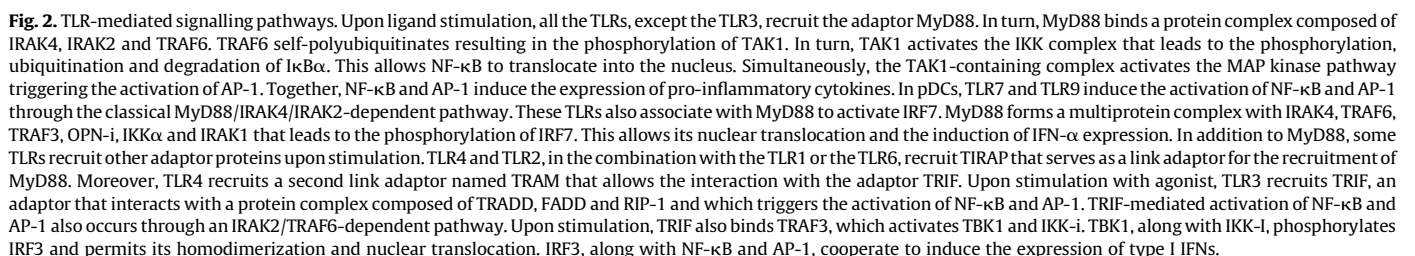 Fig. 2. TLR-mediated signalling pathways. Upon ligand stimulation, all the TLRs, except the TLR3, recruit the adaptor MyD88. In turn, MyD88 binds a protein complex composed of
IRAK4, IRAK2 and TRAF6. TRAF6 self-polyubiquitinates resulting in the phosphorylation of TAK1. In turn, TAK1 activates the IKK complex that leads to the phosphorylation,
ubiquitination and degradation of IκBα. This allows NF-κB to translocate into the nucleus. Simultaneously, the TAK1-containing complex activates the MAP kinase pathway
triggering the activation of AP-1. Together, NF-κB and AP-1 induce the expression of pro-inflammatory cytokines. In pDCs, TLR7 and TLR9 induce the activation of NF-κB and AP-1
through the classical MyD88/IRAK4/IRAK2-dependent pathway. These TLRs also associate with MyD88 to activate IRF7. MyD88 forms a multiprotein complex with IRAK4, TRAF6,
TRAF3, OPN-i, IKKα and IRAK1 that leads to the phosphorylation of IRF7. This allows its nuclear translocation and the induction of IFN-α expression. In addition to MyD88, some
TLRs recruit other adaptor proteins upon stimulation. TLR4 and TLR2, in the combination with the TLR1 or the TLR6, recruit TIRAP that serves as a link adaptor for the recruitment of
MyD88. Moreover, TLR4 recruits a second link adaptor named TRAM that allows the interaction with the adaptor TRIF. Upon stimulation with agonist, TLR3 recruits TRIF, an
adaptor that interacts with a protein complex composed of TRADD, FADD and RIP-1 and which triggers the activation of NF-κB and AP-1. TRIF-mediated activation of NF-κB and
AP-1 also occurs through an IRAK2/TRAF6-dependent pathway. Upon stimulation, TRIF also binds TRAF3, which activates TBK1 and IKK-i. TBK1, along with IKK-I, phosphorylates
IRF3 and permits its homodimerization and nuclear translocation. IRF3, along with NF-κB and AP-1, cooperate to induce the expression of type I IFNs.